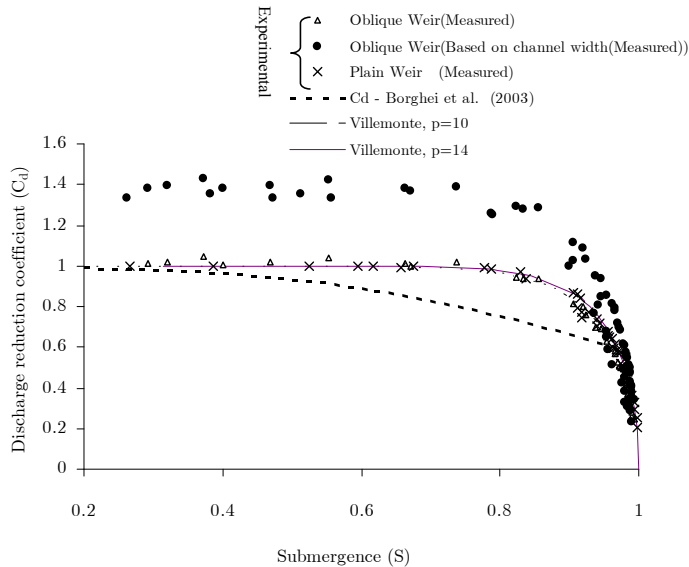 Experimental
Oblique Weir(Measured)
Oblique Weir(Based on channel width(Measured))
Plain Weir (Measured)
Cd - Borghei et al. (2003)
Villemonte, p=10
Villemonte, p=14
Discharge reduction coefficient (Cd)
1.6
1.4
1.2
1
0.8
0.6
0.4
0.2
0
0.2
0.4
0.6
0.8
1
Submergence (S)